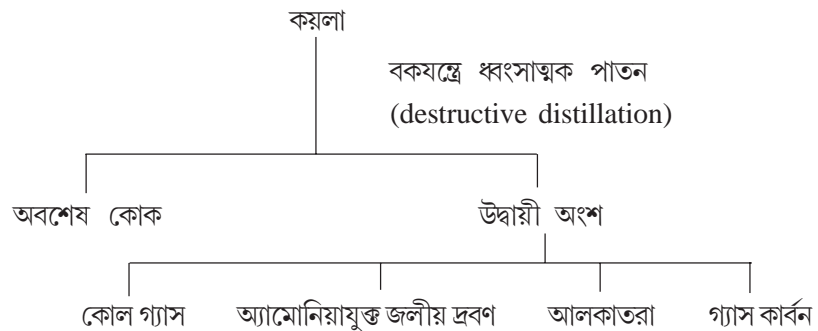 কয়লা
বকযন্ত্রে ধ্বংসাত্মক পাতন
(destructive distillation)
অবশেষ কোক উদ্বায়ী অংশ
কোল গ্যাস অ্যামোনিয়াযুক্ত জলীয় দ্রবণ আলকাতরা গ্যাস কার্বন